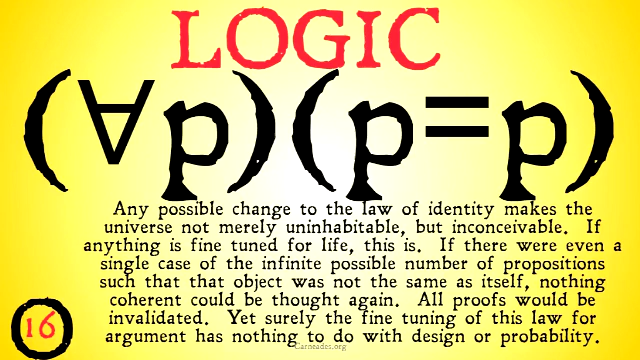 LOGIC
(∀p)(p=p)
Any possible change to the law of identity makes the
universe not merely uninhabitable, but inconceivable. If
anything is fine tuned for life, this is. If there were even a
single case of the infinite possible number of propositions
such that that object was not the same as itself, nothing
coherent could be thought again. All proofs would be
invalidated. Yet surely the fine tuning of this law for
argument has nothing to do with design or probability.
16
Carneades.org